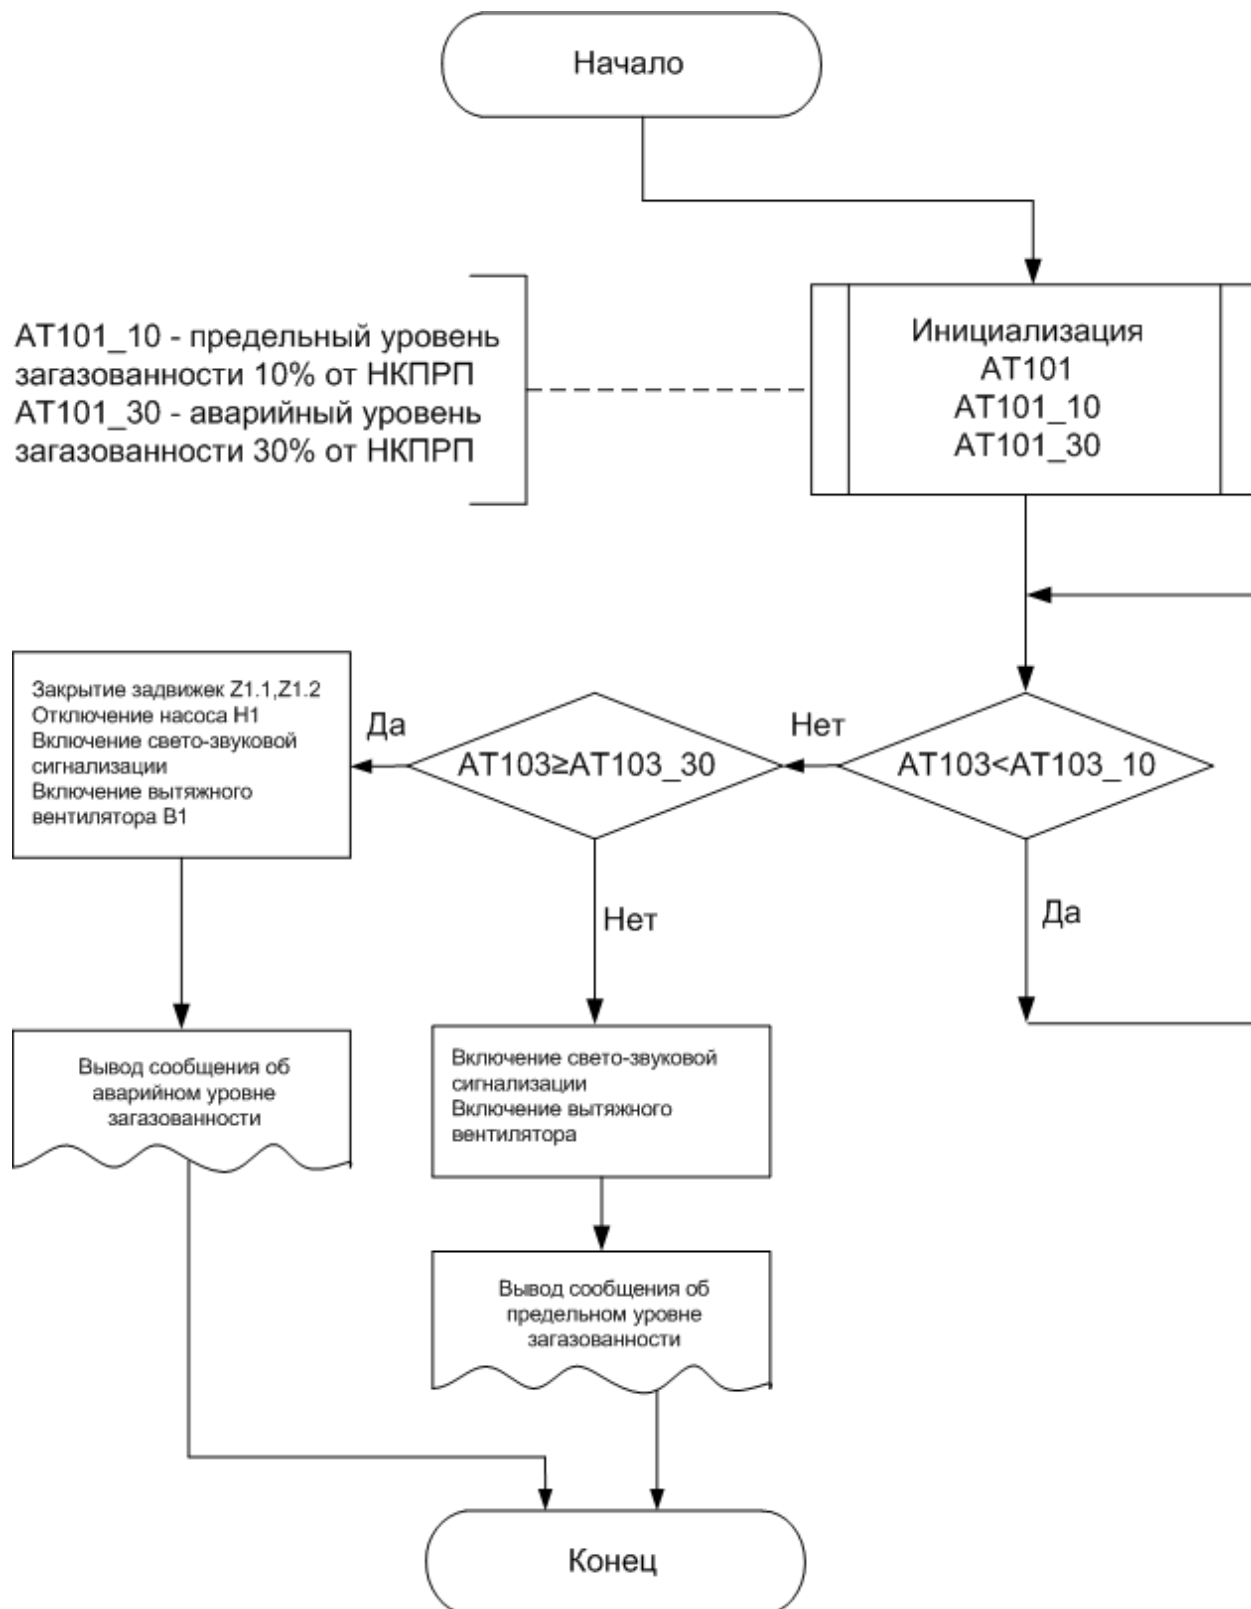 Начало
AT101_10 - предельный уровень
загазованности 10% от НКПРП
AT101_30 - аварийный уровень
загазованности 30% от НКПРП
Инициализация
AT101
AT101_10
AT101_30
Закрытие задвижек Z1.1,Z1.2
Отключение насоса Н1
Включение свето-звуковой
сигнализации
Включение вытяжного
вентилятора В1
Да
AT103≥AT103_30
Нет
AT103<AT103_10
Нет
Да
Вывод сообщения об
аварийном уровне
загазованности
Включение свето-звуковой
сигнализации
Включение вытяжного
вентилятора
Вывод сообщения об
предельном уровне
загазованности
Конец